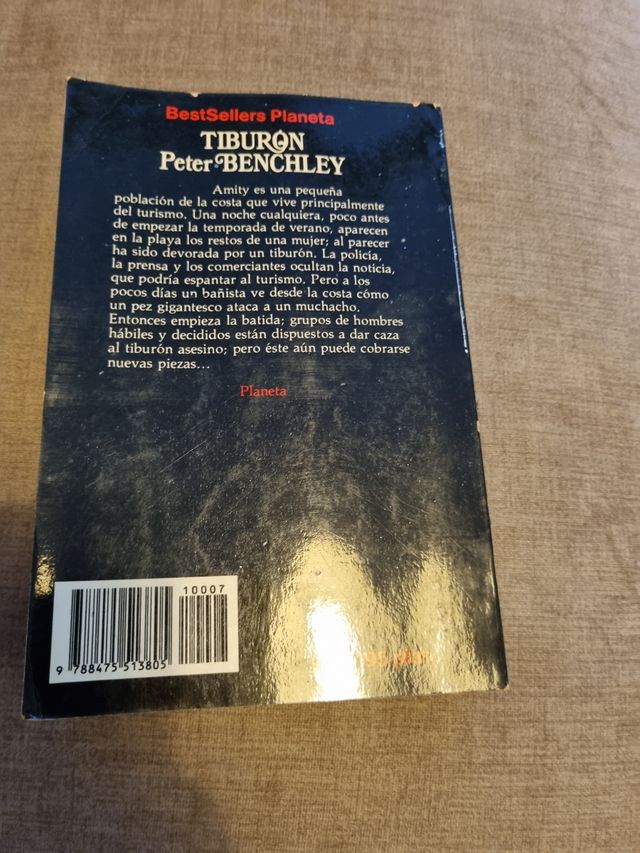 BestSellers Planeta
TIBURÓN
Peter BENCHLEY
Amity es una pequeña
población de la costa que vive principalmente
del turismo. Una noche cualquiera, poco antes
de empezar la temporada de verano, aparecen
en la playa los restos de una mujer; al parecer
ha sido devorada por un tiburón. La policía,
la prensa y los comerciantes ocultan la noticia,
que podría espantar al turismo. Pero a los
pocos días un bañista ve desde la costa cómo
un pez gigantesco ataca a un muchacho.
Entonces empieza la batida; grupos de hombres
hábiles y decididos están dispuestos a dar caza
al tiburón asesino; pero éste aún puede cobrarse
nuevas piezas...
Planeta
10007
9 788475 513805